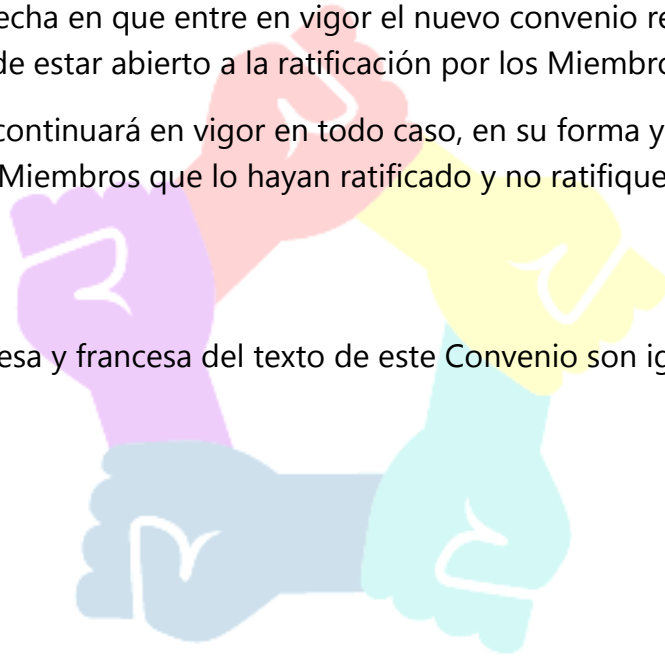 echa en que entre en vigor el nuevo convenio re
de estar abierto a la ratificación por los Miembro
continuará en vigor en todo caso, en su forma y
Miembros que lo hayan ratificado y no ratifique
esa y francesa del texto de este Convenio son ig